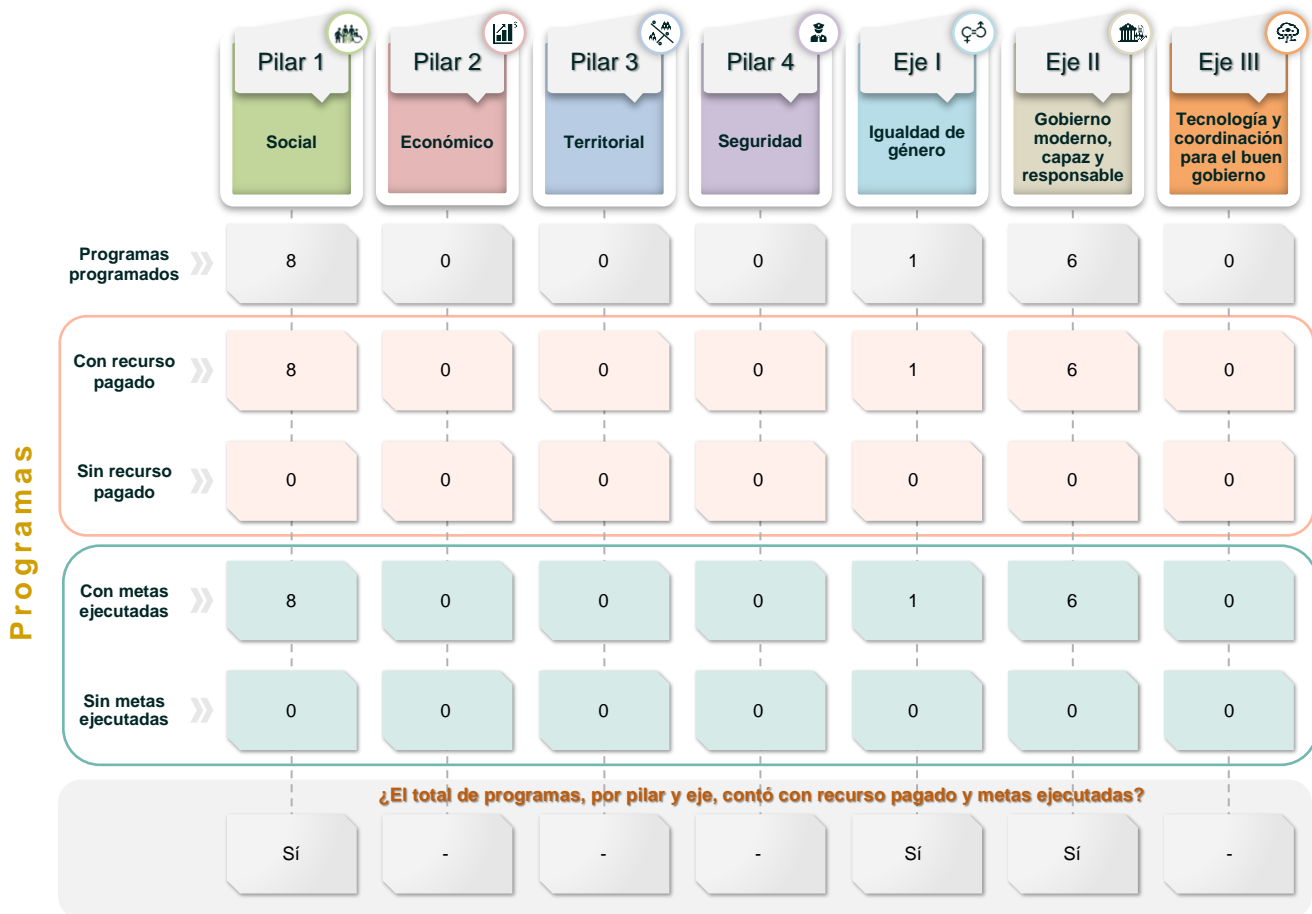 Pilar 1
Pilar 2
Pilar 3
Pilar 4
Eje I
Eje II
Eje III
Social
Económico
Territorial
Seguridad
Igualdad de
género
Gobierno
moderno,
capaz y
responsable
Tecnología y
coordinación
para el buen
gobierno
Programas
Programas
programados
8 0 0 0 1 6 0
Con recurso
pagado
8 0 0 0 1 6 0
Sin recurso
pagado
0 0 0 0 0 0 0
Con metas
ejecutadas
8 0 0 0 1 6 0
Sin metas
ejecutadas
0 0 0 0 0 0 0
¿El total de programas, por pilar y eje, contó con recurso pagado y metas ejecutadas?
Sí - - - Sí Sí -